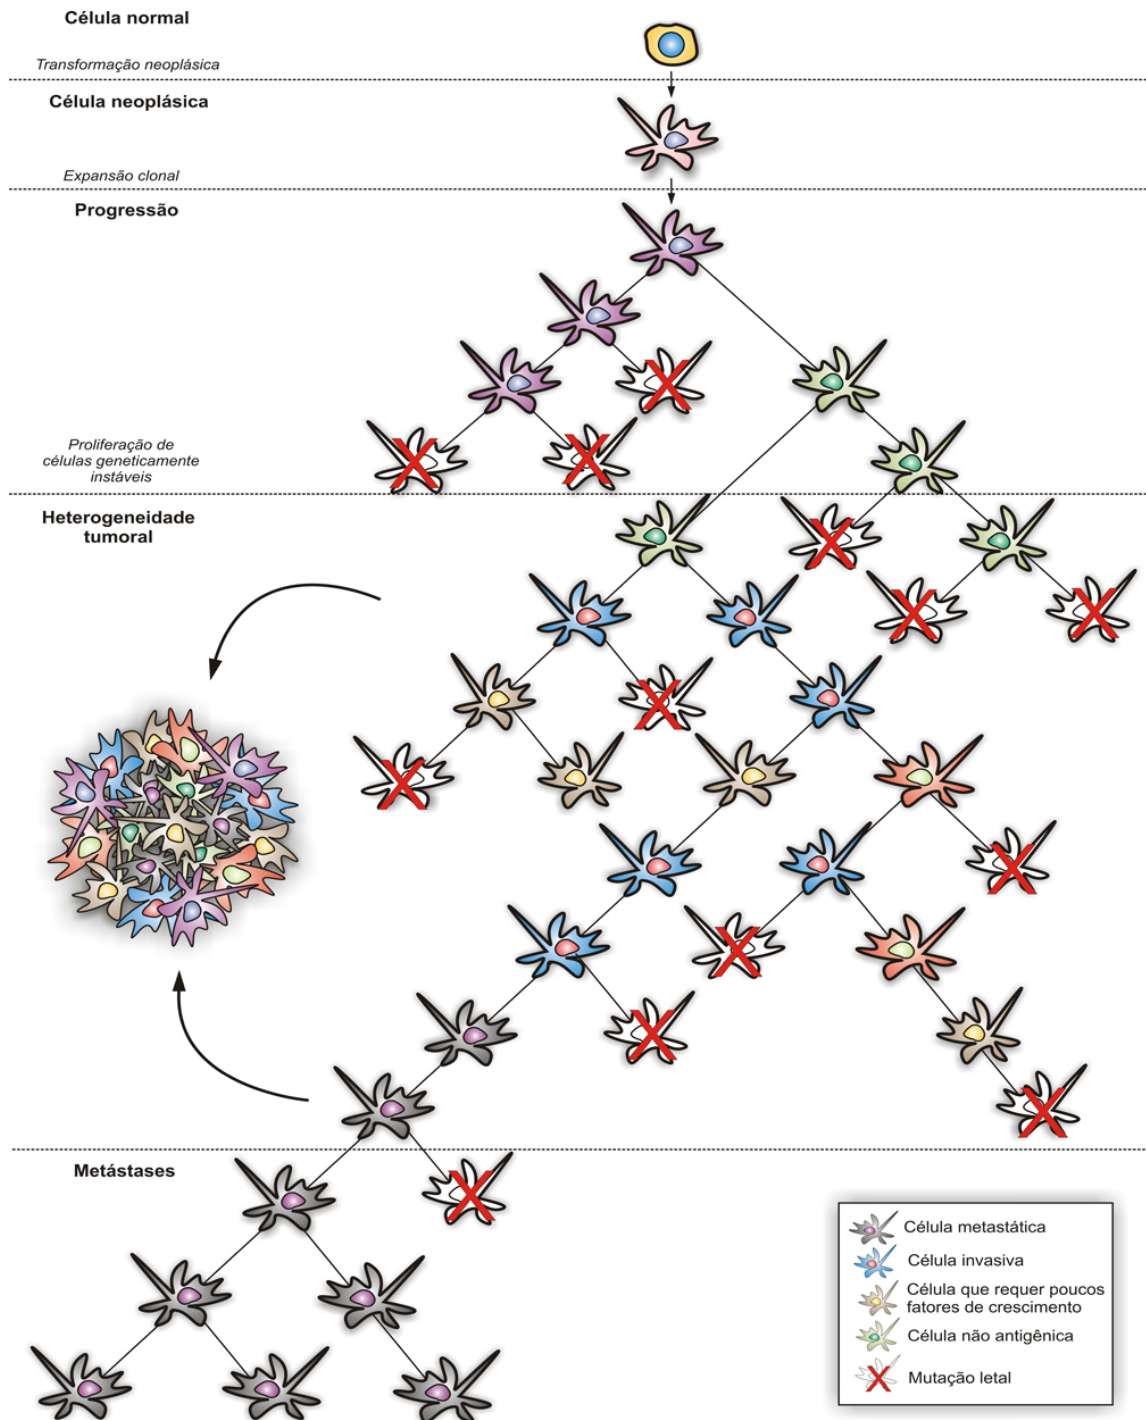 Célula normal
Transformação neoplásica
Célula neoplásica
Expansão clonal
Progressão
Proliferação de
células geneticamente
instáveis
Heterogeneidade
tumoral
Metástases
Célula metastática
Célula invasiva
Célula que requer poucos
fatores de crescimento
Célula não antigênica
Mutação letal